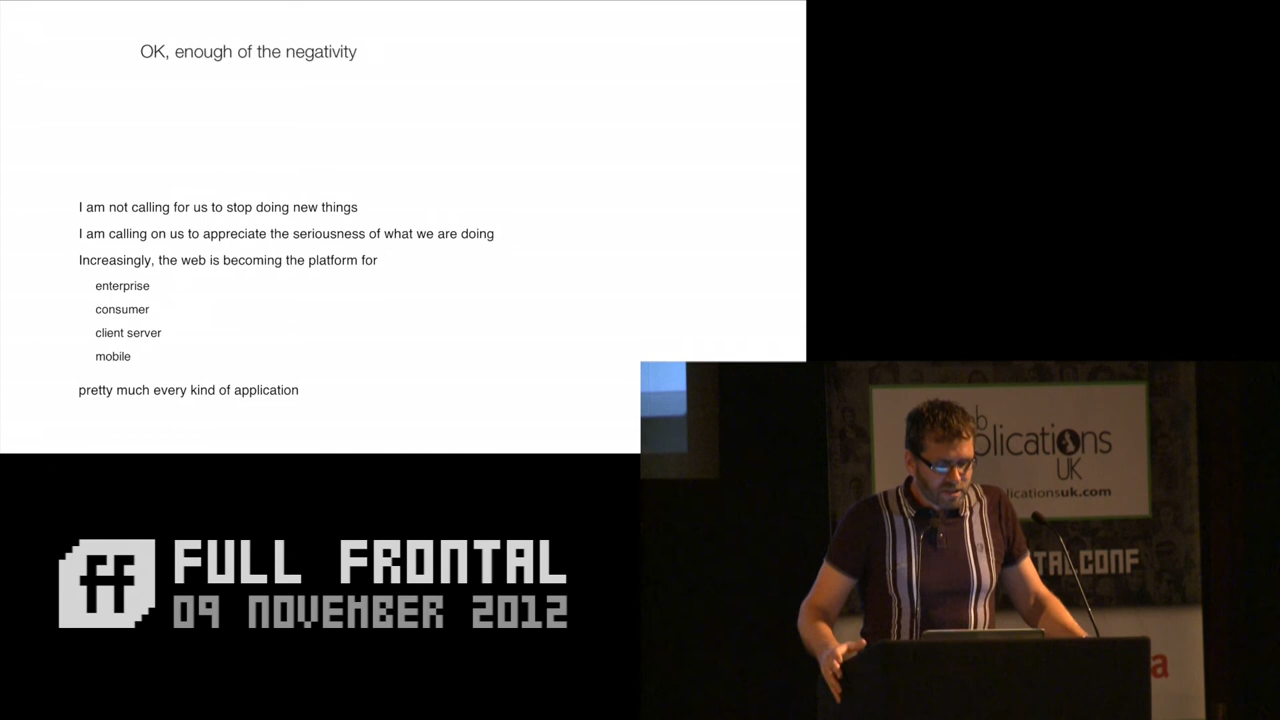 OK, enough of the negativity
I am not calling for us to stop doing new things
I am calling on us to appreciate the seriousness of what we are doing
Increasingly, the web is becoming the platform for
enterprise
consumer
client server
mobile
pretty much every kind of application
ff
FULL FRONTAL
09 NOVEMBER 2012
UK